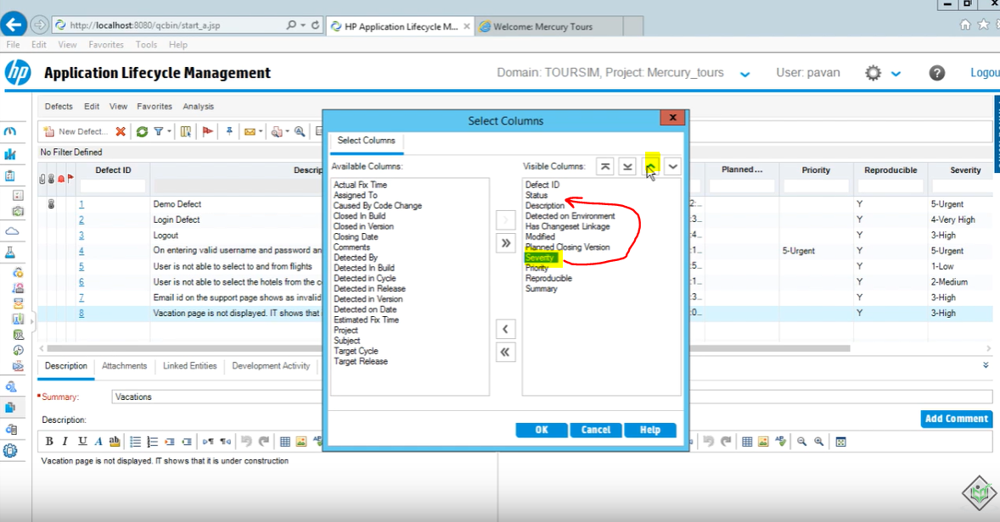 http://localhost:8080/qcbin/start_a.jsp
HP Application Lifecycle M...
Welcome: Mercury Tours
File Edit View Favorites Tools Help
hp
Application Lifecycle Management
Domain: TOURSIM, Project: Mercury_tours
User: pavan
?
Logou
Defects Edit View Favorites Analysis
New Defect...
No Filter Defined
Defect ID
Descrip
Planned ...
Priority
Reproducible
Severity
1 Demo Defect
Y 5-Urgent
2 Login Defect
Y 4-Very High
3 Logout
Y 3-High
4 On entering valid username and password an
5-Urgent Y 5-Urgent
5 User is not able to select to and from flights
Y 1-Low
6 User is not able to select the hotels from the c
Y 2-Medium
7 Email id on the support page shows as invalid
Y 3-High
8 Vacation page is not displayed. IT shows that
Y 3-High
Select Columns
x
Select Columns
Available Columns:
Actual Fix Time
Assigned To
Caused By Code Change
Closed In Build
Closed in Version
Closing Date
Comments
Detected By
Detected In Build
Detected in Cycle
Detected in Release
Detected in Version
Detected on Date
Estimated Fix Time
Project
Subject
Target Cycle
Target Release
Visible Columns:
Defect ID
Status
Description
Detected on Environment
Has Changeset Linkage
Modified
Planned Closing Version
Severity
Priority
Reproducible
Summary
OK Cancel Help
Description Attachments Linked Entities Development Activity
*Summary: Vacations
Description:
Add Comment
B I U A ab
Vacation page is not displayed. IT shows that it is under construction